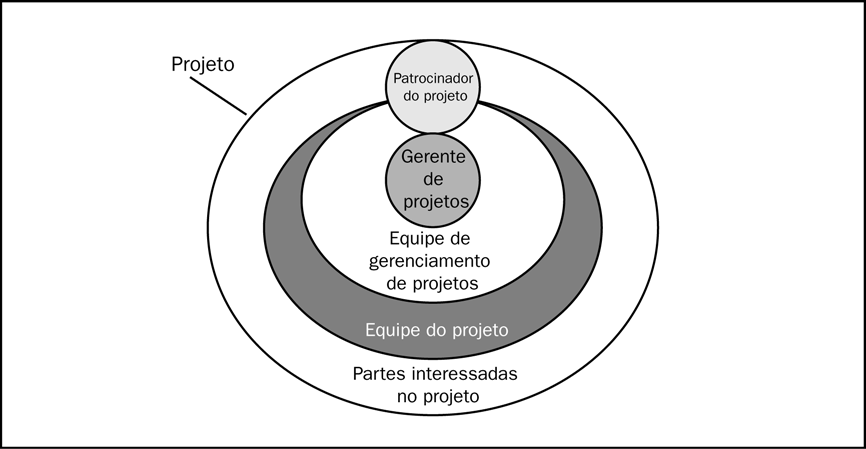 Projeto
Patrocinador
do projeto
Gerente
de
projetos
Equipe de
gerenciamento
de projetos
Equipe do projeto
Partes interessadas
no projeto